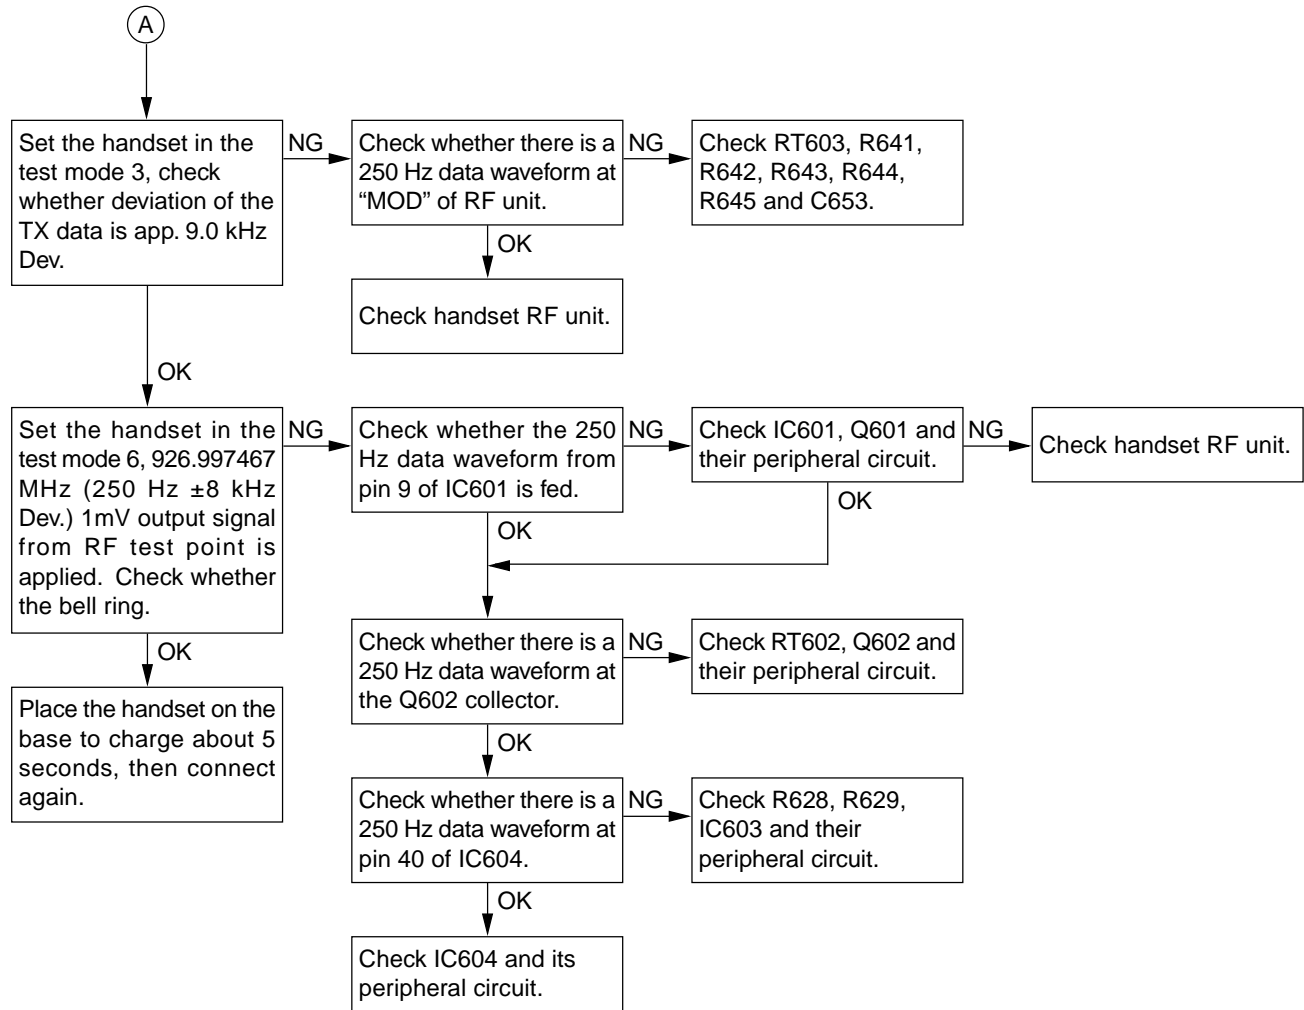 A
Set the handset in the
test mode 3, check
whether deviation of the
TX data is app. 9.0 kHz
Dev.
NG
Check whether there is a
250 Hz data waveform at
“MOD” of RF unit.
NG
Check RT603, R641,
R642, R643, R644,
R645 and C653.
OK
Check handset RF unit.
OK
Set the handset in the
test mode 6, 926.997467
MHz (250 Hz ±8 kHz
Dev.) 1mV output signal
from RF test point is
applied. Check whether
the bell ring.
NG
Check whether the 250
Hz data waveform from
pin 9 of IC601 is fed.
NG
Check IC601, Q601 and
their peripheral circuit.
NG
Check handset RF unit.
OK
OK
OK
Place the handset on the
base to charge about 5
seconds, then connect
again.
Check whether there is a
250 Hz data waveform at
the Q602 collector.
NG
Check RT602, Q602 and
their peripheral circuit.
OK
Check whether there is a
250 Hz data waveform at
pin 40 of IC604.
NG
Check R628, R629,
IC603 and their
peripheral circuit.
OK
Check IC604 and its
peripheral circuit.